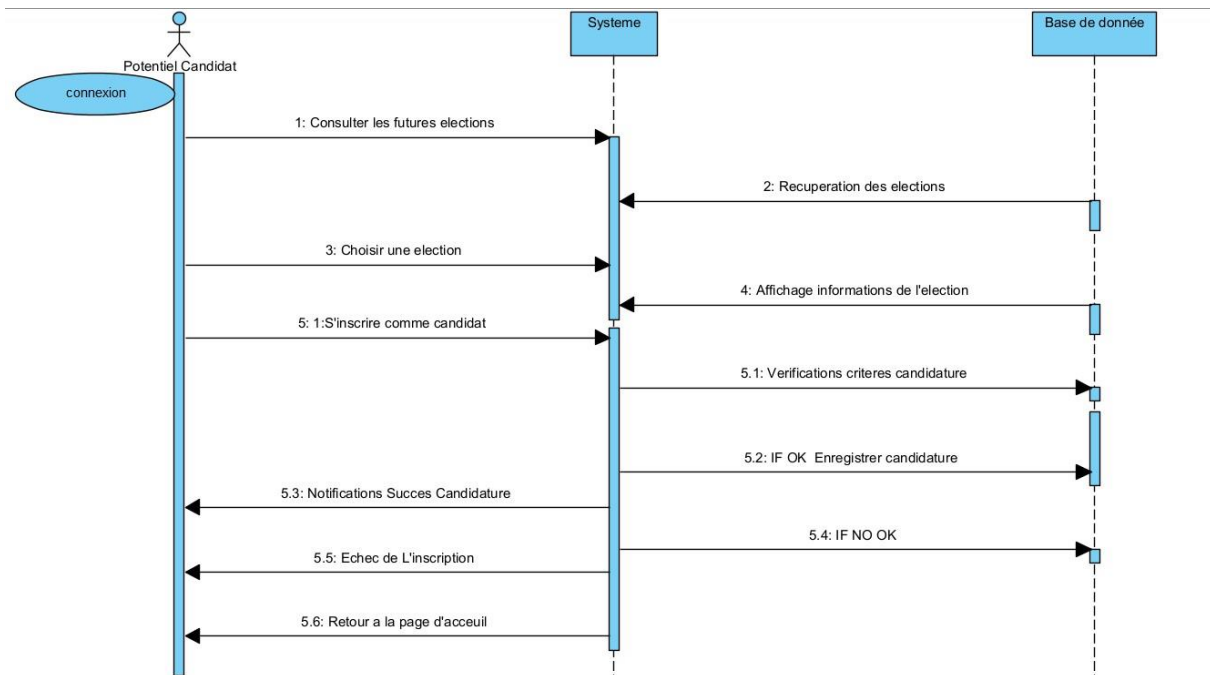 Systeme
Base de donnée
Potentiel Candidat
connexion
1: Consulter les futures elections
2: Recuperation des elections
3: Choisir une election
4: Affichage informations de l'election
5: 1:S'inscrire comme candidat
5.1: Verifications criteres candidature
5.2: IF OK Enregistrer candidature
5.3: Notifications Succes Candidature
5.4: IF NO OK
5.5: Echec de L'inscription
5.6: Retour a la page d'acceuil